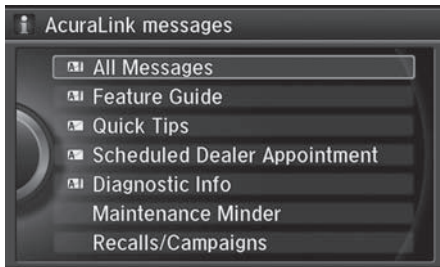 AcuraLink messages
All Messages
Feature Guide
Quick Tips
Scheduled Dealer Appointment
Diagnostic Info
Maintenance Minder
Recalls/Campaigns